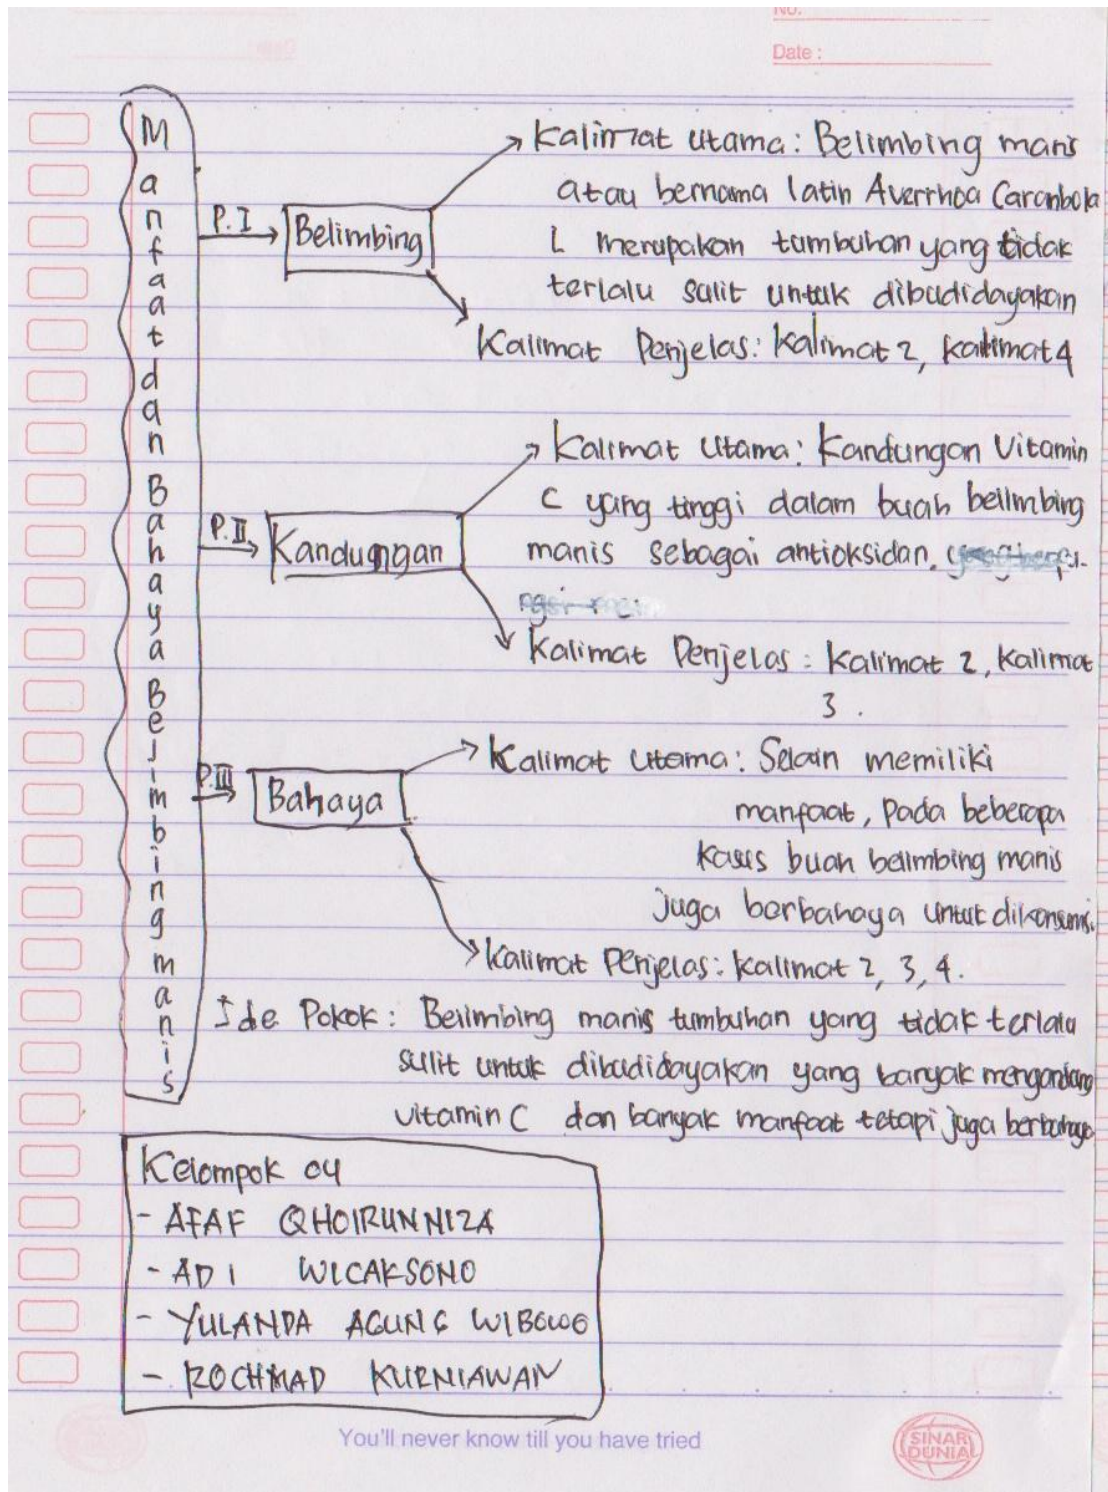 No.
Date :
Manfaat dan Bahaya Belimbing manis
P.I
Belimbing
Kalimat utama : Belimbing manis
atau bernama latin Averrhoa Carambola
L merupakan tumbuhan yang tidak
terlalu sulit untuk dibudidayakan
Kalimat Penjelas : Kalimat 2, kalimat 4
P.II
Kandungan
Kalimat Utama : Kandungan Vitamin
C yang tinggi dalam buah belimbing
manis sebagai antioksidan.
Kalimat Penjelas : Kalimat 2, Kalimat
3.
P.III
Bahaya
Kalimat Utama : Selain memiliki
manfaat, pada beberapa
kasus buah belimbing manis
juga berbahaya untuk dikonsumsi.
Kalimat Penjelas : Kalimat 2, 3, 4.
Ide Pokok : Belimbing manis tumbuhan yang tidak terlalu
sulit untuk dibudidayakan yang banyak mengandung
vitamin C dan banyak manfaat tetapi juga berbahaya
Kelompok 04
- AFAF QHOIRUNNIZA
- ADI WICAKSONO
- YULANDA AGUNG WIBOWO
- ROCHMAD KURNIAWAN
You'll never know till you have tried
SINAR
DUNIA